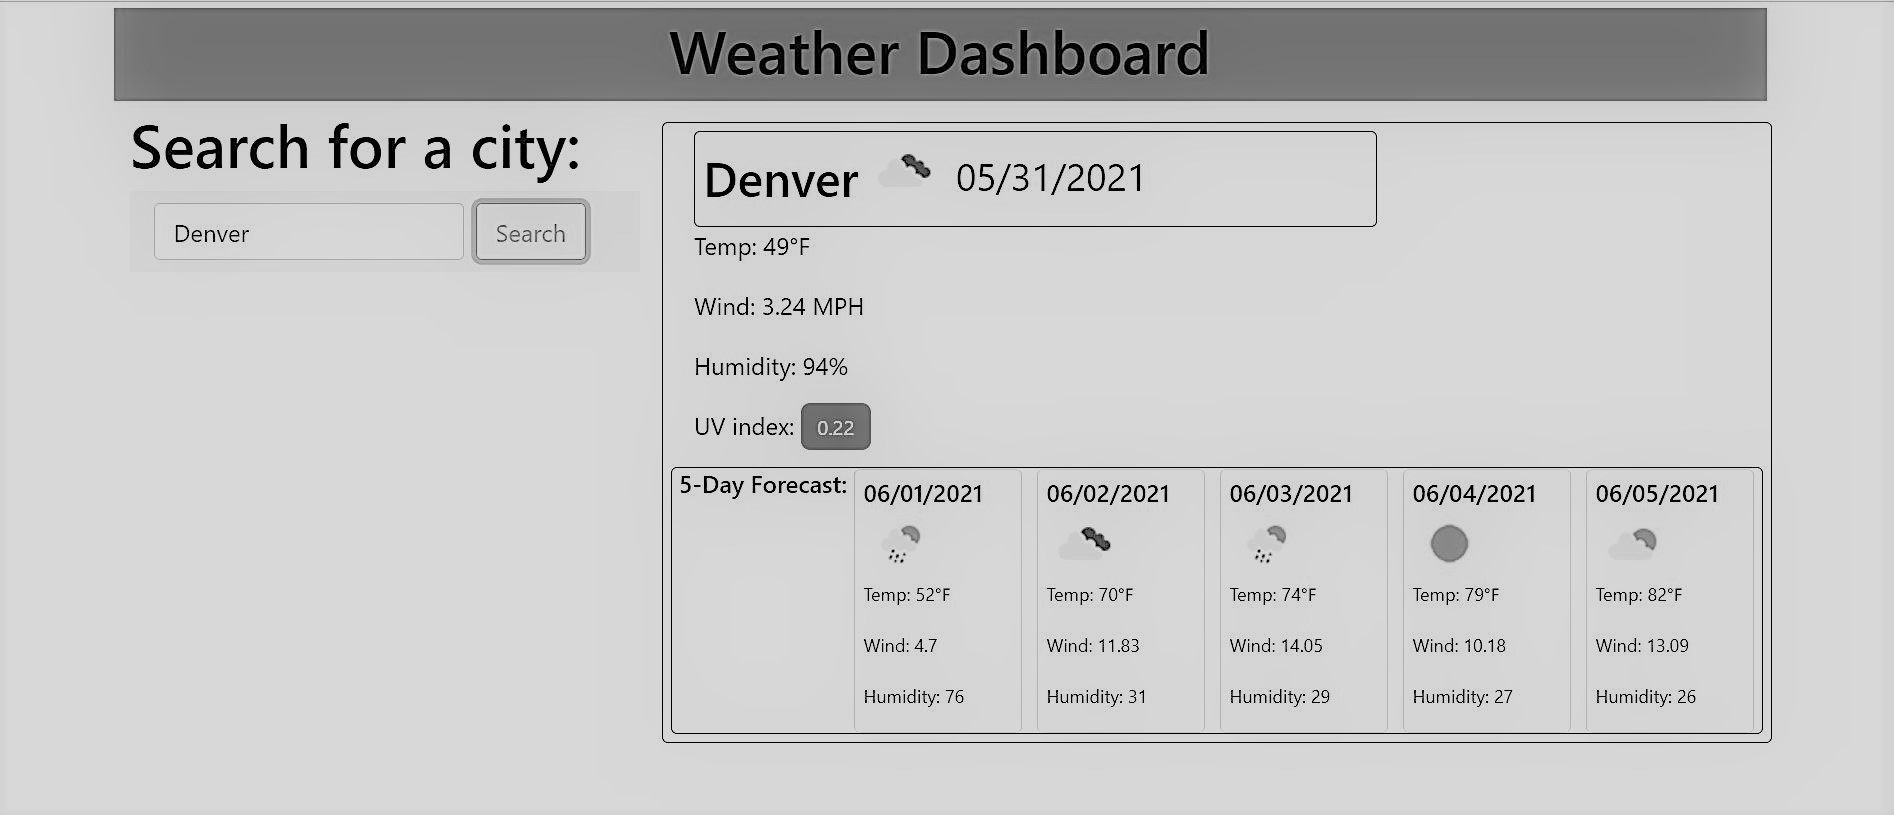 Weather Dashboard
Search for a city:
Denver
Search
Denver 05/31/2021
Temp: 49°F
Wind: 3.24 MPH
Humidity: 94%
UV index: 0.22
5-Day Forecast:
06/01/2021
Temp: 52°F
Wind: 4.7
Humidity: 76
06/02/2021
Temp: 70°F
Wind: 11.83
Humidity: 31
06/03/2021
Temp: 74°F
Wind: 14.05
Humidity: 29
06/04/2021
Temp: 79°F
Wind: 10.18
Humidity: 27
06/05/2021
Temp: 82°F
Wind: 13.09
Humidity: 26